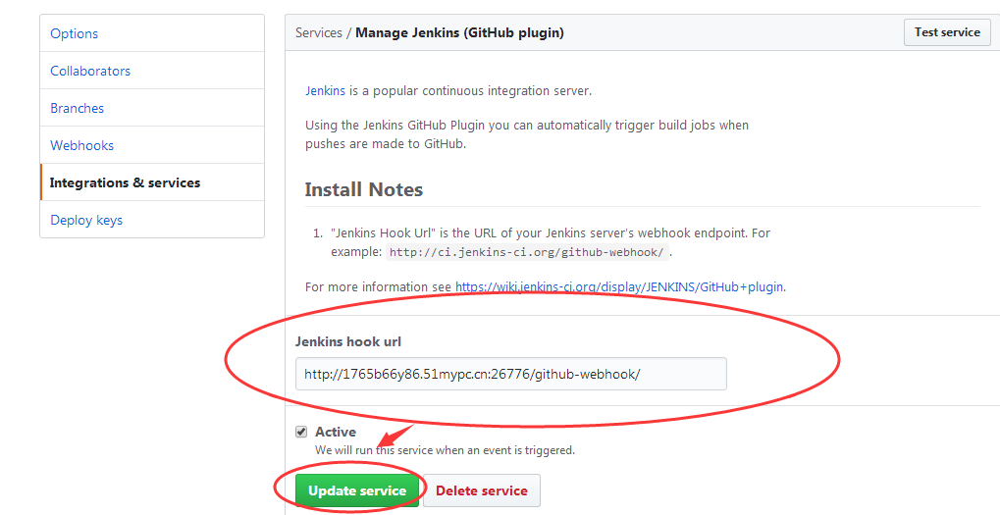 Options
Collaborators
Branches
Webhooks
Integrations & services
Deploy keys
Services / Manage Jenkins (GitHub plugin)
Test service
Jenkins is a popular continuous integration server.
Using the Jenkins GitHub Plugin you can automatically trigger build jobs when
pushes are made to GitHub.
Install Notes
1. "Jenkins Hook Url" is the URL of your Jenkins server's webhook endpoint. For
example: http://ci.jenkins-ci.org/github-webhook/ .
For more information see https://wiki.jenkins-ci.org/display/JENKINS/GitHub+plugin.
Jenkins hook url
http://1765b66y86.51mypc.cn:26776/github-webhook/
Active
We will run this service when an event is triggered.
Update service
Delete service